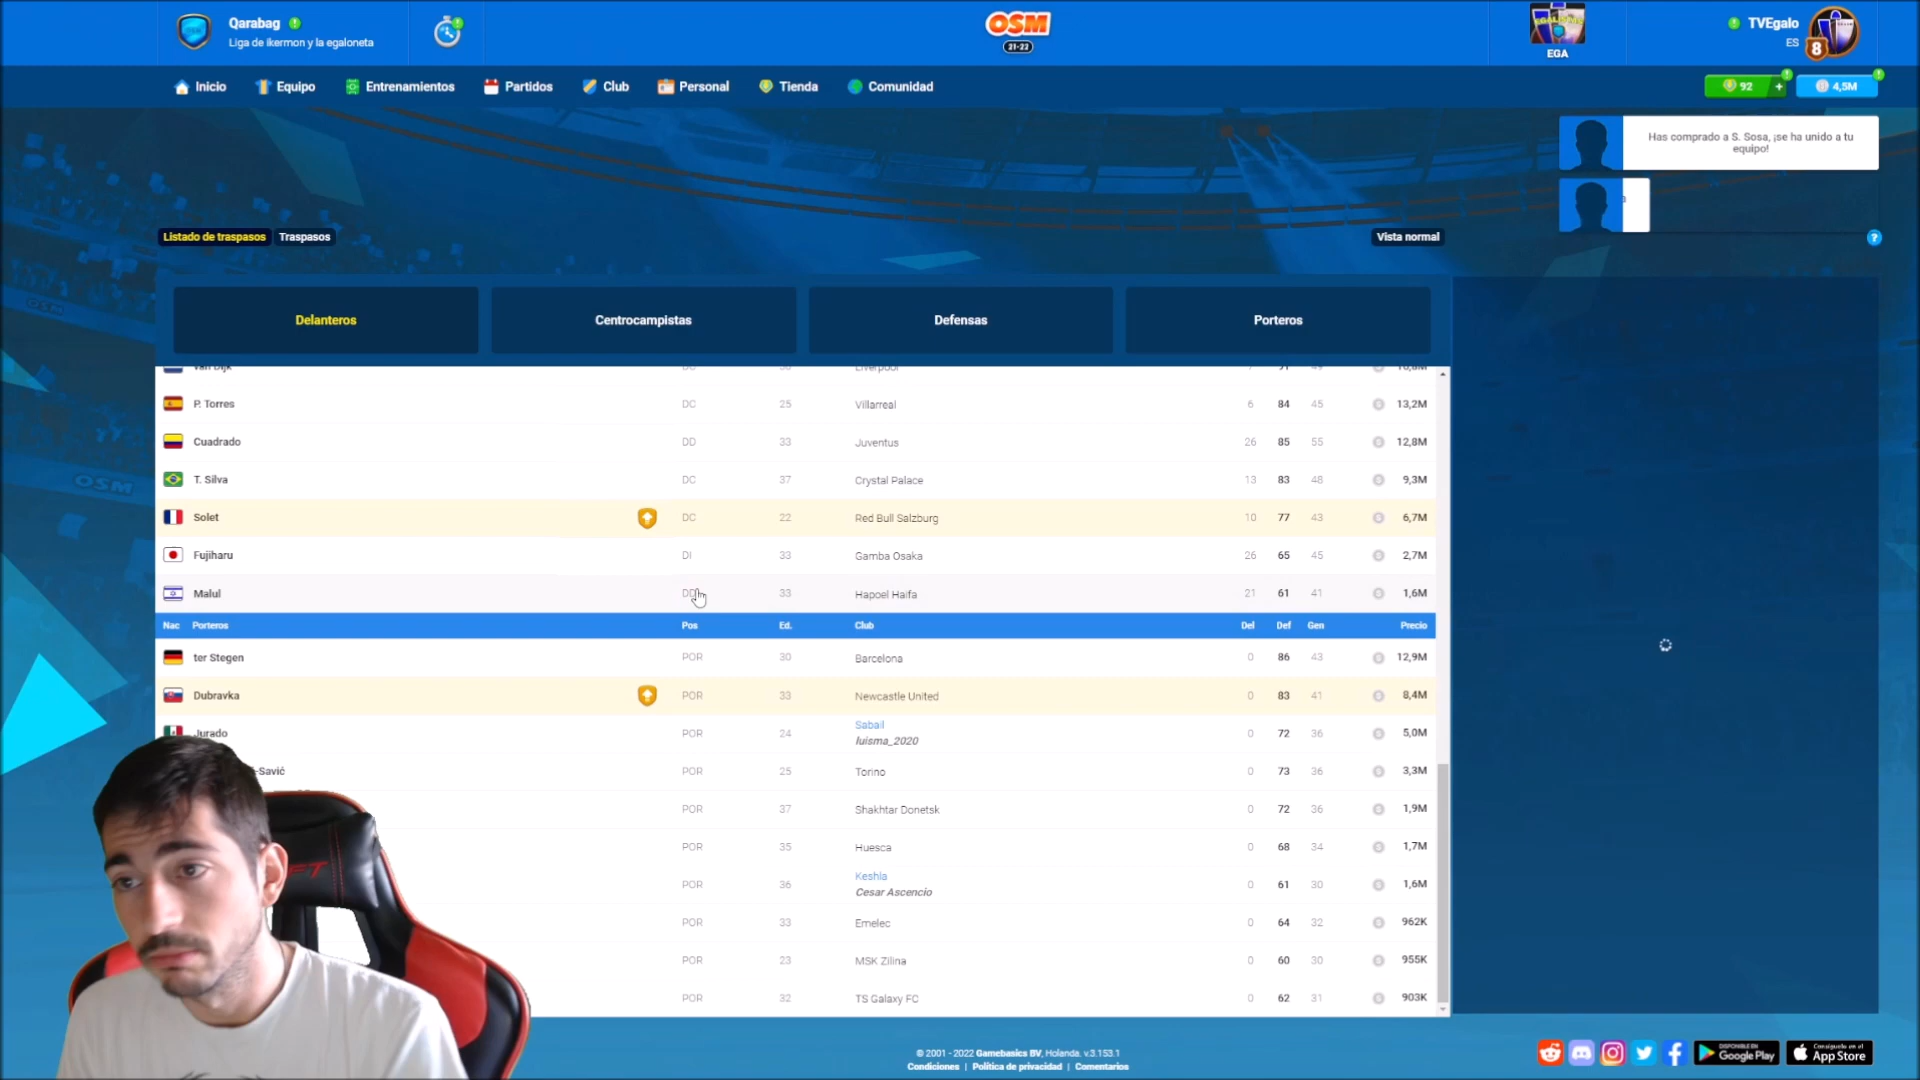 Qarabag
Liga de ikermon y la egaloneta
OSM
21-22
EGA
TVEgalo
ES
8
Inicio
Equipo
Entrenamientos
Partidos
Club
Personal
Tienda
Comunidad
92 +
4,5M
Has comprado a S. Sosa, ¡se ha unido a tu
equipo!
Listado de traspasos
Traspasos
Vista normal
?
Delanteros
Centrocampistas
Defensas
Porteros
P. Torres DC 25 Villarreal 6 84 45 13,2M
Cuadrado DD 33 Juventus 26 85 55 12,8M
T. Silva DC 37 Crystal Palace 13 83 48 9,3M
Solet DC 22 Red Bull Salzburg 10 77 43 6,7M
Fujiharu DI 33 Gamba Osaka 26 65 45 2,7M
Malul DD 33 Hapoel Haifa 21 61 41 1,6M
Nac Porteros Pos Ed. Club Del Def Gen Precio
ter Stegen POR 30 Barcelona 0 86 43 12,9M
Dubravka POR 33 Newcastle United 0 83 41 8,4M
Jurado POR 24 Sabail 0 72 36 5,0M
luisma_2020
-Savić POR 25 Torino 0 73 36 3,3M
POR 37 Shakhtar Donetsk 0 72 36 1,9M
POR 35 Huesca 0 68 34 1,7M
POR 36 Keshla 0 61 30 1,6M
Cesar Ascencio
POR 33 Emelec 0 64 32 962K
POR 23 MSK Zilina 0 60 30 955K
POR 32 TS Galaxy FC 0 62 31 903K
© 2001 - 2022 Gamebasics BV, Holanda. v.3.153.1
Condiciones | Política de privacidad | Comentarios
DISPONIBLE EN
Google Play
Consíguelo en el
App Store